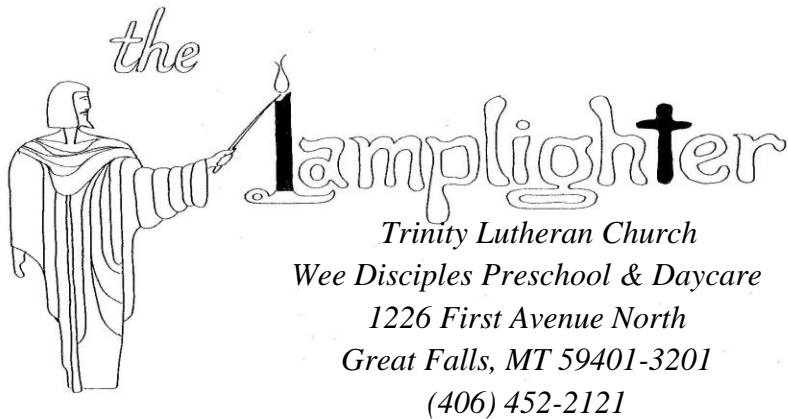 the
Lamplighter
Trinity Lutheran Church
Wee Disciples Preschool & Daycare
1226 First Avenue North
Great Falls, MT 59401-3201
(406) 452-2121